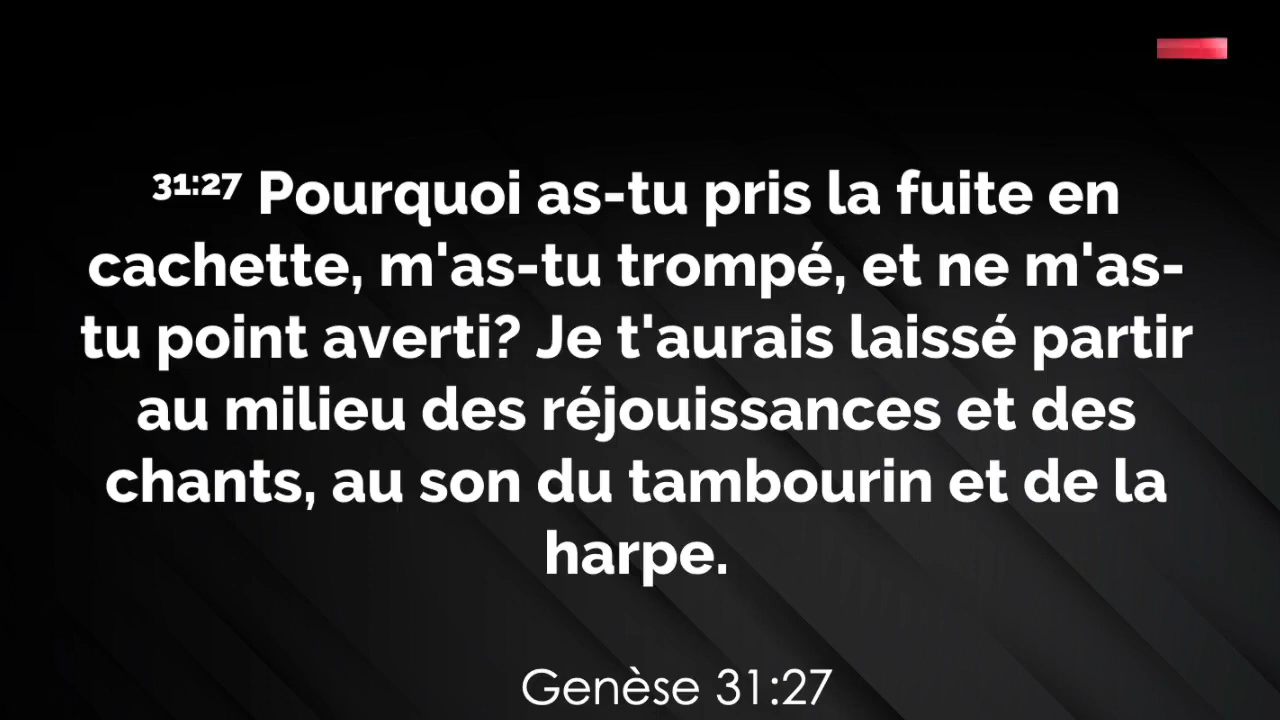 31:27 Pourquoi as-tu pris la fuite en
cachette, m'as-tu trompé, et ne m'as-
tu point averti? Je t'aurais laissé partir
au milieu des réjouissances et des
chants, au son du tambourin et de la
harpe.
Genèse 31:27